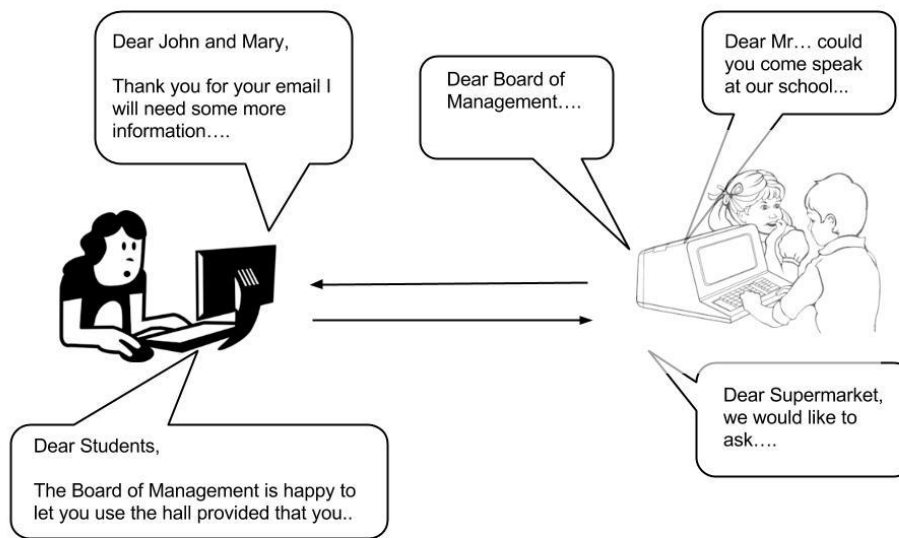 Dear John and Mary,
Thank you for your email I
will need some more
information….
Dear Board of
Management….
Dear Mr… could
you come speak
at our school...
Dear Students,
The Board of Management is happy to
let you use the hall provided that you..
Dear Supermarket,
we would like to
ask….